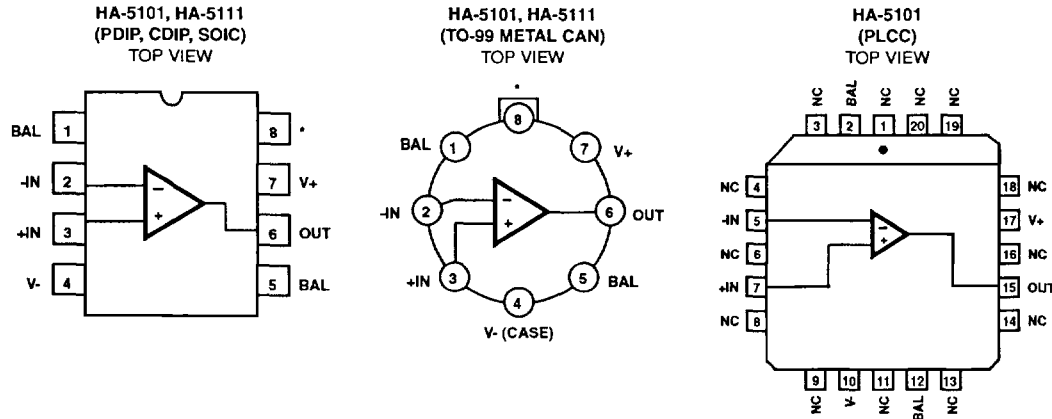 HA-5101, HA-5111
(PDIP, CDIP, SOIC)
TOP VIEW
BAL 1
8 *
-IN 2
7 V+
+IN 3
6 OUT
V- 4
5 BAL
−
+
HA-5101, HA-5111
(TO-99 METAL CAN)
TOP VIEW
*
8
BAL 1
7 V+
-IN 2
6 OUT
+IN 3
5 BAL
4
V- (CASE)
−
+
HA-5101
(PLCC)
TOP VIEW
NC BAL NC NC NC
3 2 1 20 19
NC 4
18 NC
-IN 5
17 V+
NC 6
16 NC
+IN 7
15 OUT
NC 8
14 NC
−
+
9 10 11 12 13
NC V- NC BAL NC